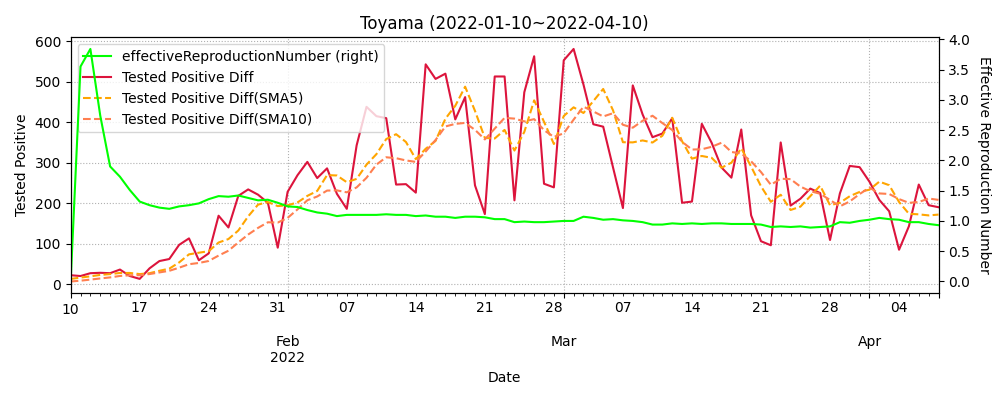 Toyama (2022-01-10~2022-04-10)
effectiveReproductionNumber (right)
Tested Positive Diff
Tested Positive Diff(SMA5)
Tested Positive Diff(SMA10)
Tested Positive
600
500
400
300
200
100
0
4.0
3.5
3.0
2.5
2.0
1.5
1.0
0.5
0.0
Effective Reproduction Number
10 17 24 31 07 14 21 28 07 14 21 28 04
Feb Mar Apr
2022
Date